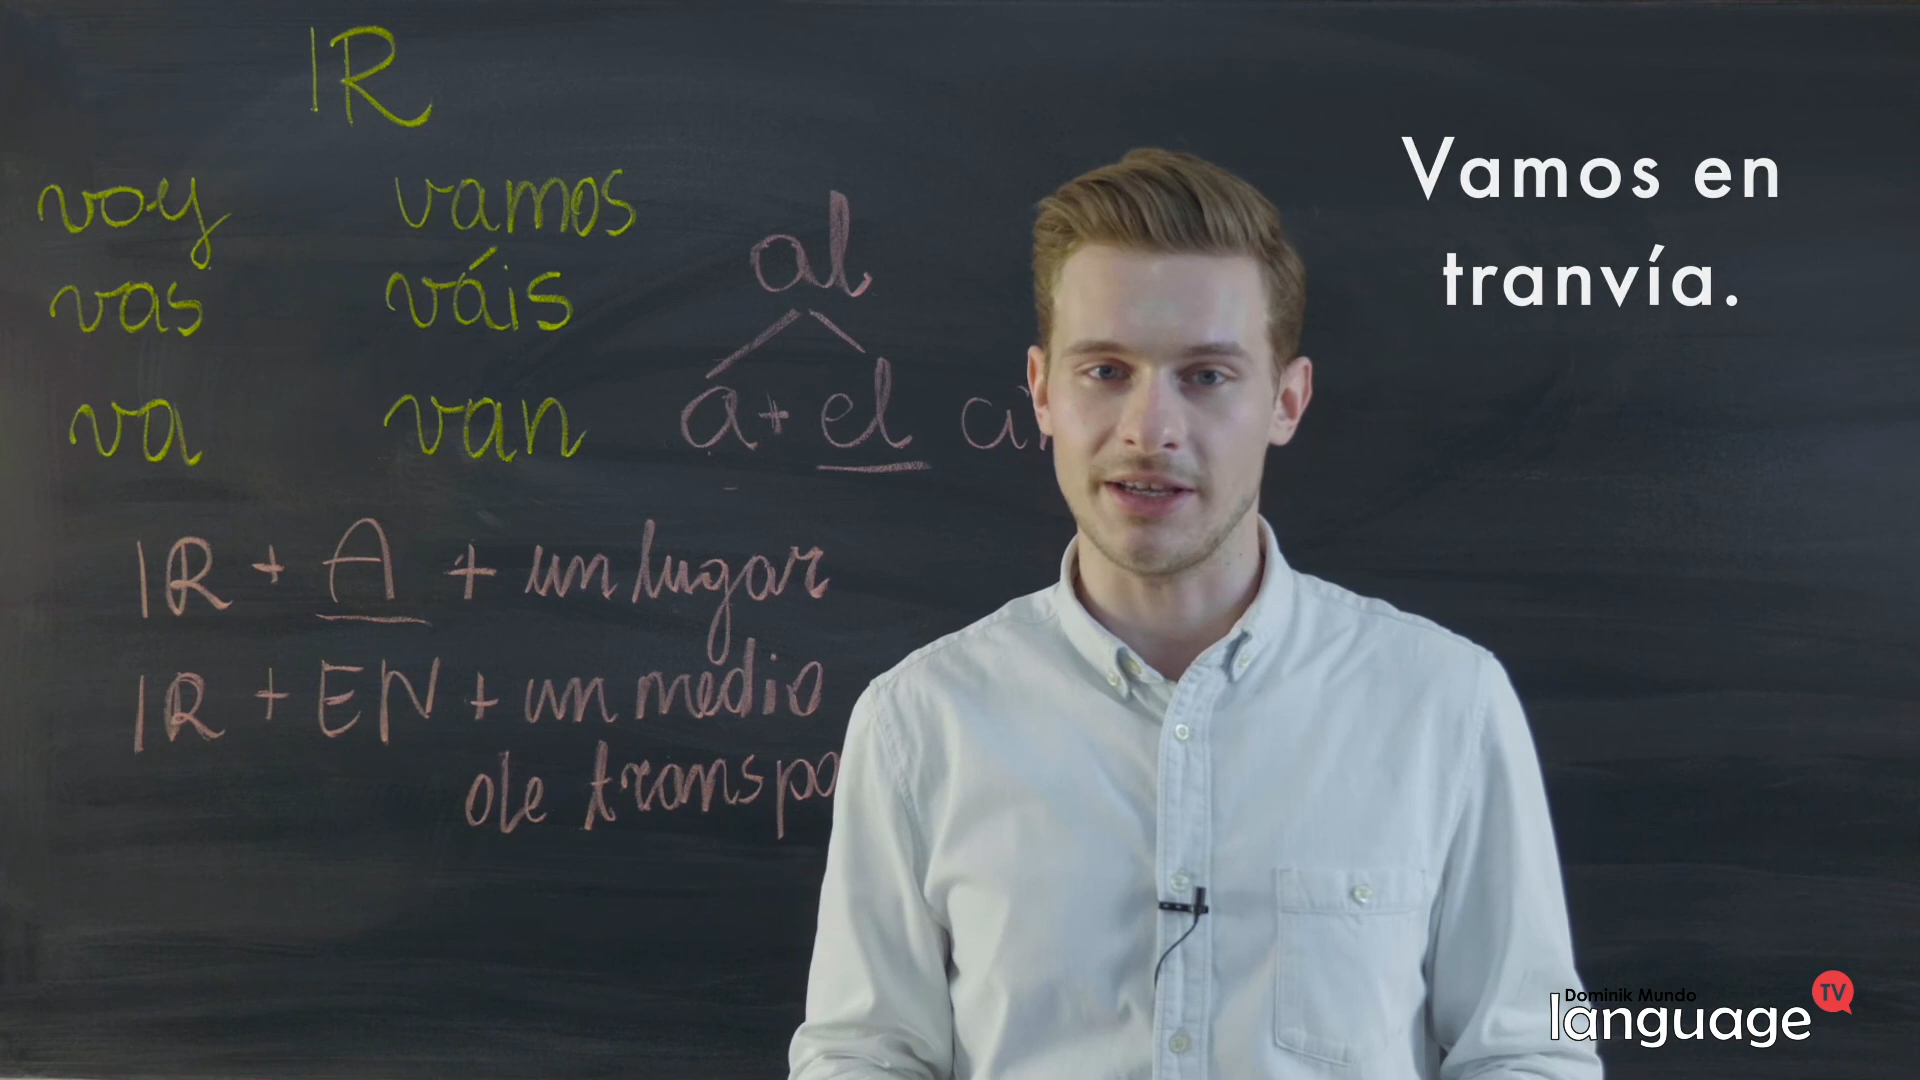 IR
voy vamos
vas váis
va van
al
a + el
IR + A + un lugar
IR + EN + un medio
de
Vamos en
tranvía.
Dominik Mundo
language TV